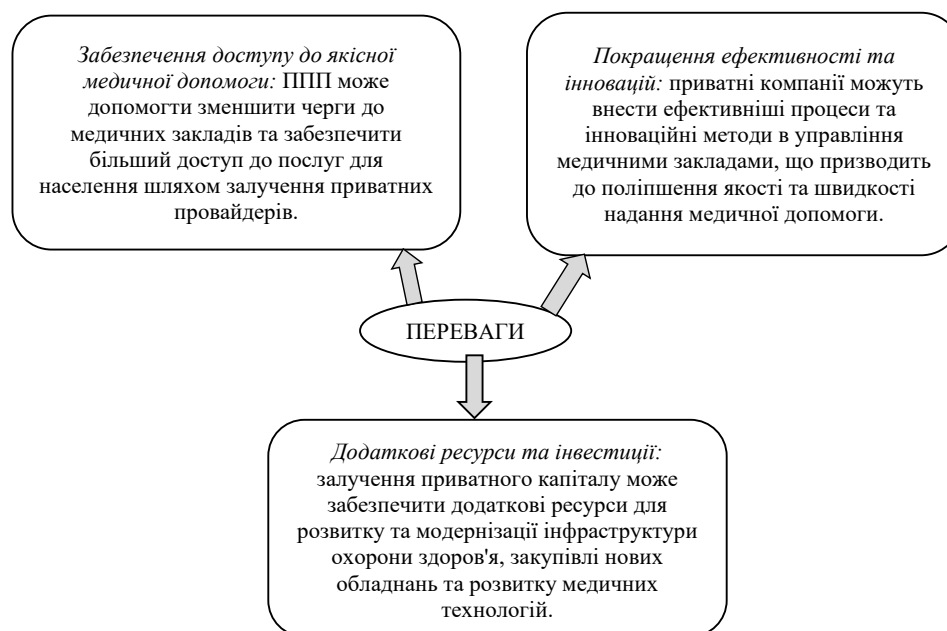 Забезпечення доступу до якісної
медичної допомоги: ППП може
допомогти зменшити черги до
медичних закладів та забезпечити
більший доступ до послуг для
населення шляхом залучення приватних
провайдерів.
Покращення ефективності та
інновацій: приватні компанії можуть
внести ефективніші процеси та
інноваційні методи в управління
медичними закладами, що призводить
до поліпшення якості та швидкості
надання медичної допомоги.
ПЕРЕВАГИ
Додаткові ресурси та інвестиції:
залучення приватного капіталу може
забезпечити додаткові ресурси для
розвитку та модернізації інфраструктури
охорони здоров'я, закупівлі нових
обладнань та розвитку медичних
технологій.